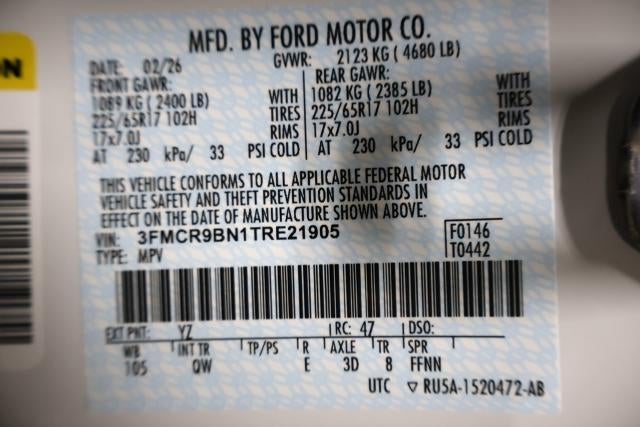 N
MFD. BY FORD MOTOR CO.
DATE: 02/26 GVWR: 2123 KG ( 4680 LB)
FRONT GAWR: REAR GAWR:
1089 KG ( 2400 LB) WITH 1082 KG ( 2385 LB) WITH
225/65R17 102H TIRES 225/65R17 102H TIRES
17x7.0J RIMS 17x7.0J RIMS
AT 230 kPa/ 33 PSI COLD AT 230 kPa/ 33 PSI COLD
THIS VEHICLE CONFORMS TO ALL APPLICABLE FEDERAL MOTOR
VEHICLE SAFETY AND THEFT PREVENTION STANDARDS IN
EFFECT ON THE DATE OF MANUFACTURE SHOWN ABOVE.
VIN: 3FMCR9BN1TRE21905 F0146
TYPE: MPV T0442
EXT PNT: YZ RC: 47 DSO:
WB INT TR TP/PS R AXLE TR SPR
105 QW E 3D 8 FFNN
UTC ▽ RU5A-1520472-AB